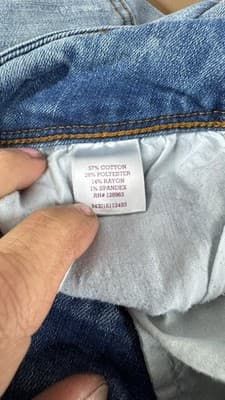 57% COTTON
28% POLYESTER
14% RAYON
1% SPANDEX
RN# 128963